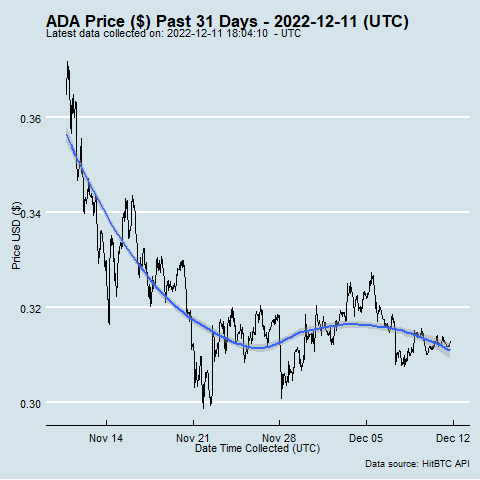 ADA Price ($) Past 31 Days - 2022-12-11 (UTC)
Latest data collected on: 2022-12-11 18:04:10  - UTC
0.36
0.34
0.32
0.30
Price USD ($)
Nov 14 Nov 21 Nov 28 Dec 05 Dec 12
Date Time Collected (UTC)
Data source: HitBTC API